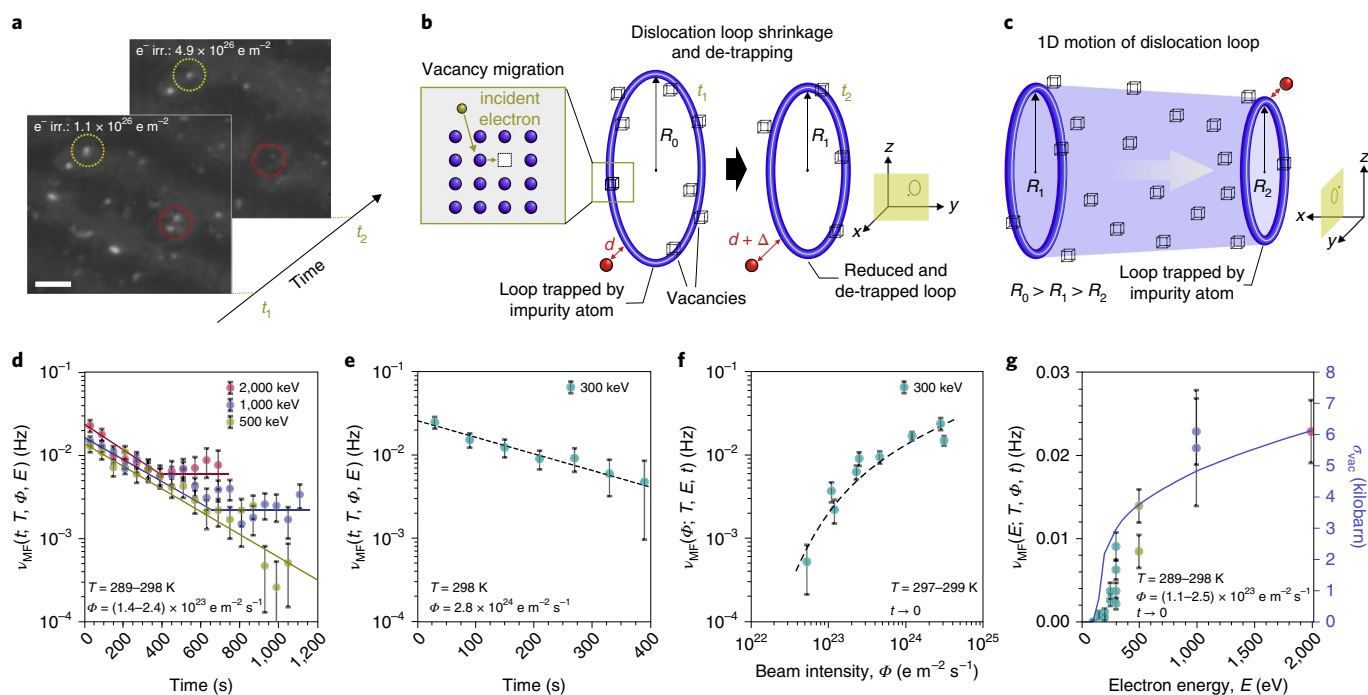 a
e⁻ irr.: 4.9 × 10²⁶ e m⁻²
e⁻ irr.: 1.1 × 10²⁶ e m⁻²
t₁
Time
t₂
b
Dislocation loop shrinkage
and de-trapping
Vacancy migration
incident
electron
t₁
R₀
d
Loop trapped by
impurity atom
Vacancies
t₂
R₁
d + Δ
Reduced and
de-trapped loop
z
y
x
c
1D motion of dislocation loop
R₁
R₂
Loop trapped by
impurity atom
R₀ > R₁ > R₂
z
x
y
d
ν_MF(t; T, Φ, E) (Hz)
10⁻¹
10⁻²
10⁻³
10⁻⁴
2,000 keV
1,000 keV
500 keV
T = 289–298 K
Φ = (1.4–2.4) × 10²³ e m⁻² s⁻¹
0 200 400 600 800 1,000 1,200
Time (s)
e
ν_MF(t; T, Φ, E) (Hz)
10⁻¹
10⁻²
10⁻³
10⁻⁴
300 keV
T = 298 K
Φ = 2.8 × 10²⁴ e m⁻² s⁻¹
0 100 200 300 400
Time (s)
f
ν_MF(Φ; T, E, t) (Hz)
10⁻¹
10⁻²
10⁻³
10⁻⁴
300 keV
T = 297–299 K
t → 0
10²² 10²³ 10²⁴ 10²⁵
Beam intensity, Φ (e m⁻² s⁻¹)
g
ν_MF(E; T, Φ, t) (Hz)
0.03
0.02
0.01
0.00
T = 289–298 K
Φ = (1.1–2.5) × 10²³ e m⁻² s⁻¹
t → 0
8
7
6
5
4
3
2
1
0
σ_vac (kilobarn)
0 500 1,000 1,500 2,000
Electron energy, E (eV)